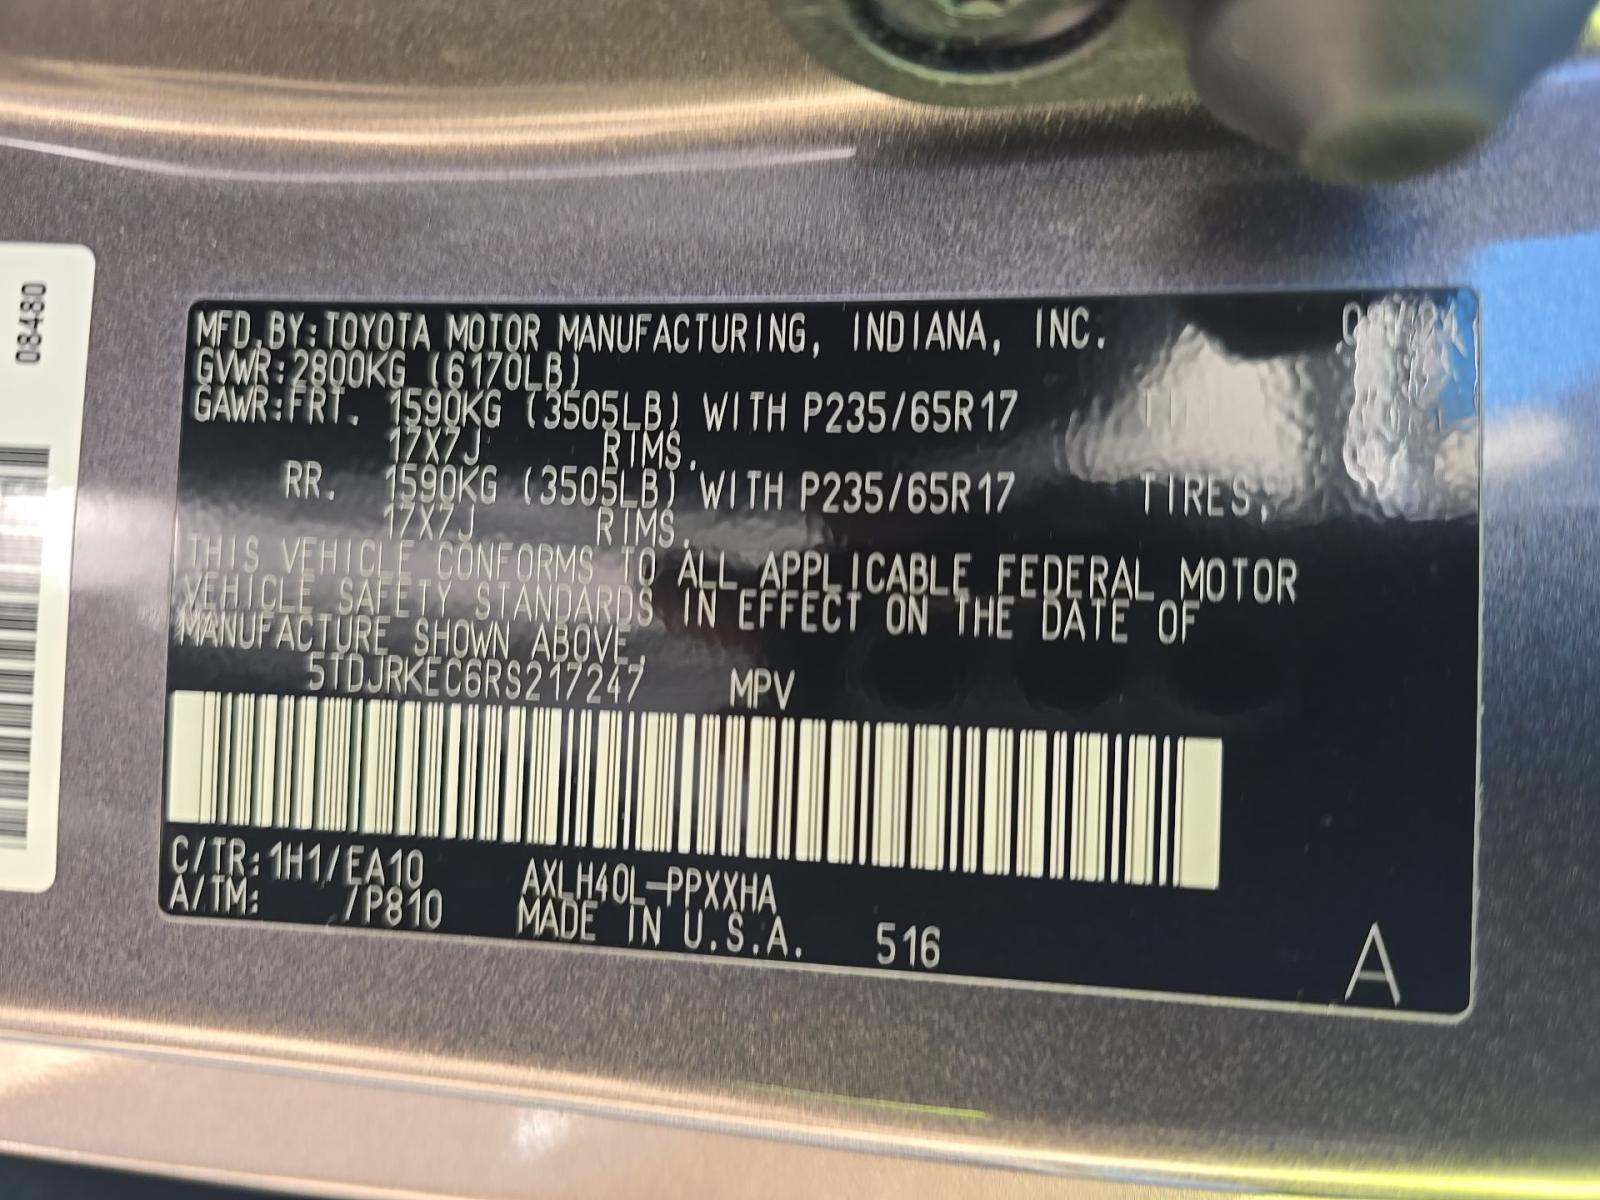 08480
MFD.BY:TOYOTA MOTOR MANUFACTURING, INDIANA, INC.
GVWR:2800KG (6170LB)
GAWR:FRT. 1590KG (3505LB) WITH P235/65R17
17X7J RIMS.
RR. 1590KG (3505LB) WITH P235/65R17 TIRES,
17X7J RIMS.
THIS VEHICLE CONFORMS TO ALL APPLICABLE FEDERAL MOTOR
VEHICLE SAFETY STANDARDS IN EFFECT ON THE DATE OF
MANUFACTURE SHOWN ABOVE.
5TDJRKEC6RS217247 MPV
C/TR:1H1/EA10 AXLH40L-PPXXHA
A/TM: /P810 MADE IN U.S.A. 516
A